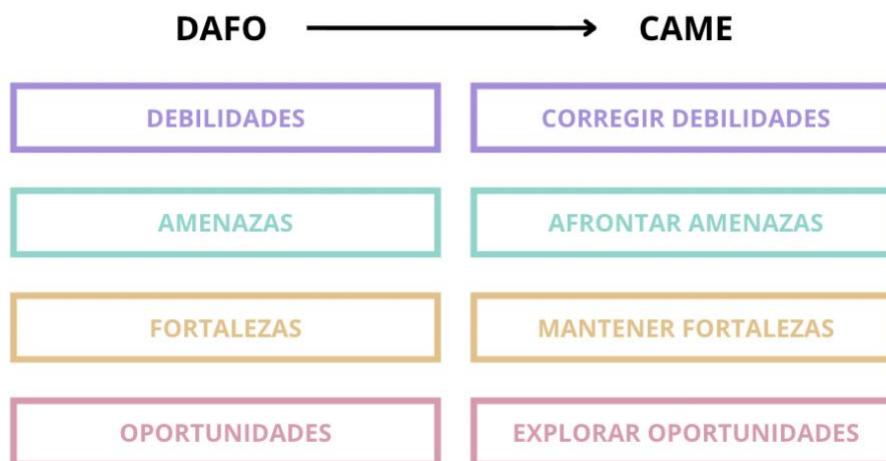 DAFO CAME
DEBILIDADES CORREGIR DEBILIDADES
AMENAZAS AFRONTAR AMENAZAS
FORTALEZAS MANTENER FORTALEZAS
OPORTUNIDADES EXPLORAR OPORTUNIDADES